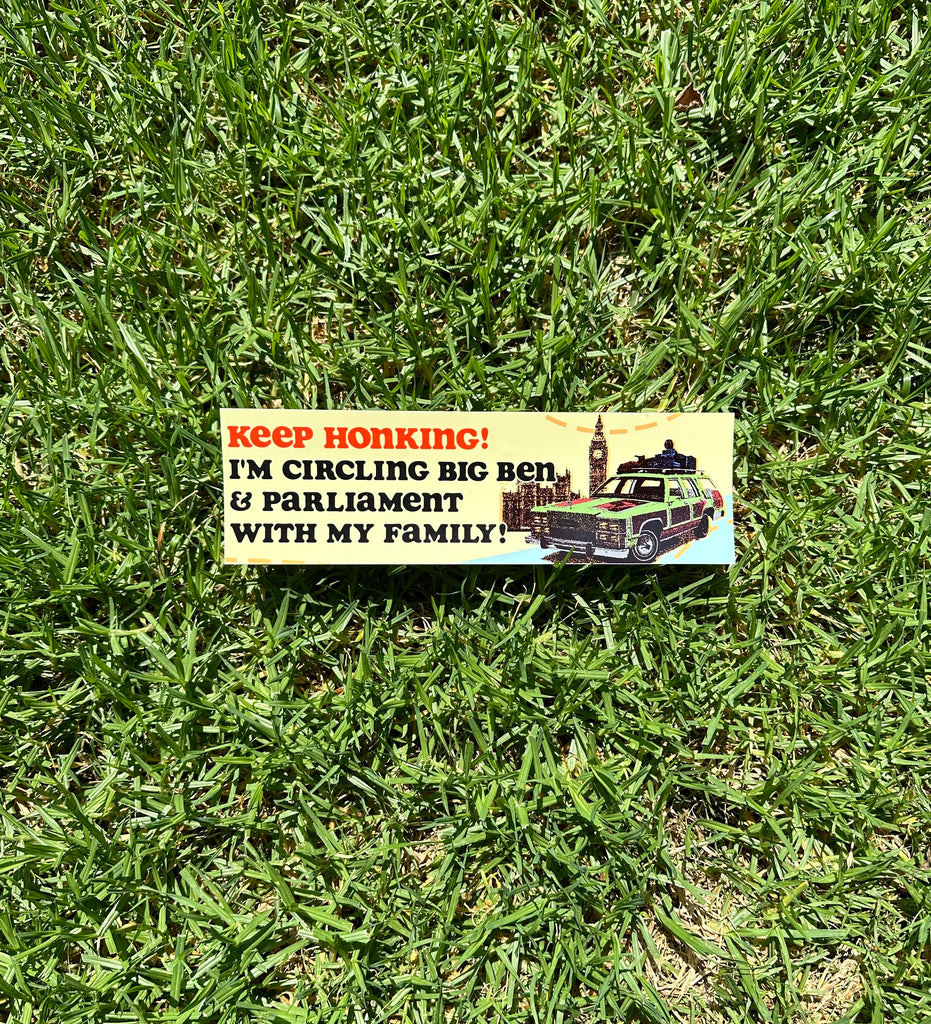 Keep Honking!
I'm circling Big Ben
& Parliament
with my family!